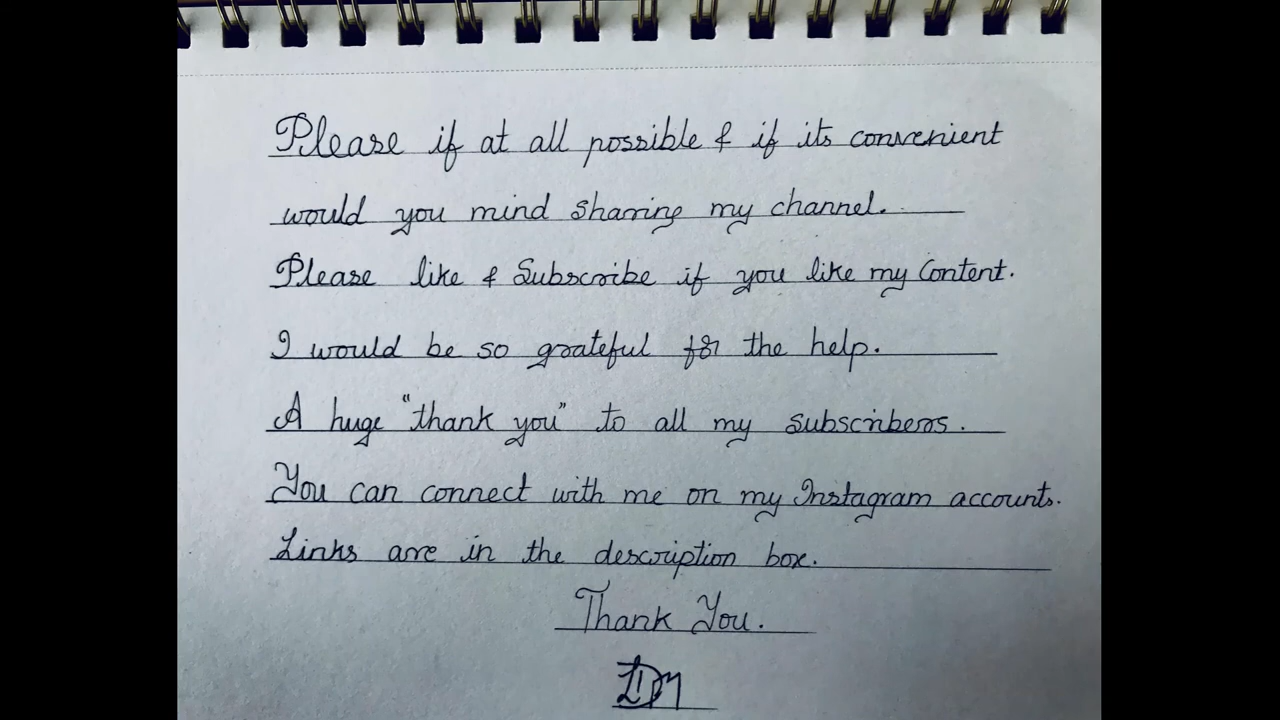 Please if at all possible & if its convenient
would you mind sharing my channel.
Please like & Subscribe if you like my Content.
I would be so grateful for the help.
A huge "thank you" to all my subscribers.
You can connect with me on my Instagram accounts.
Links are in the description box.
Thank You.